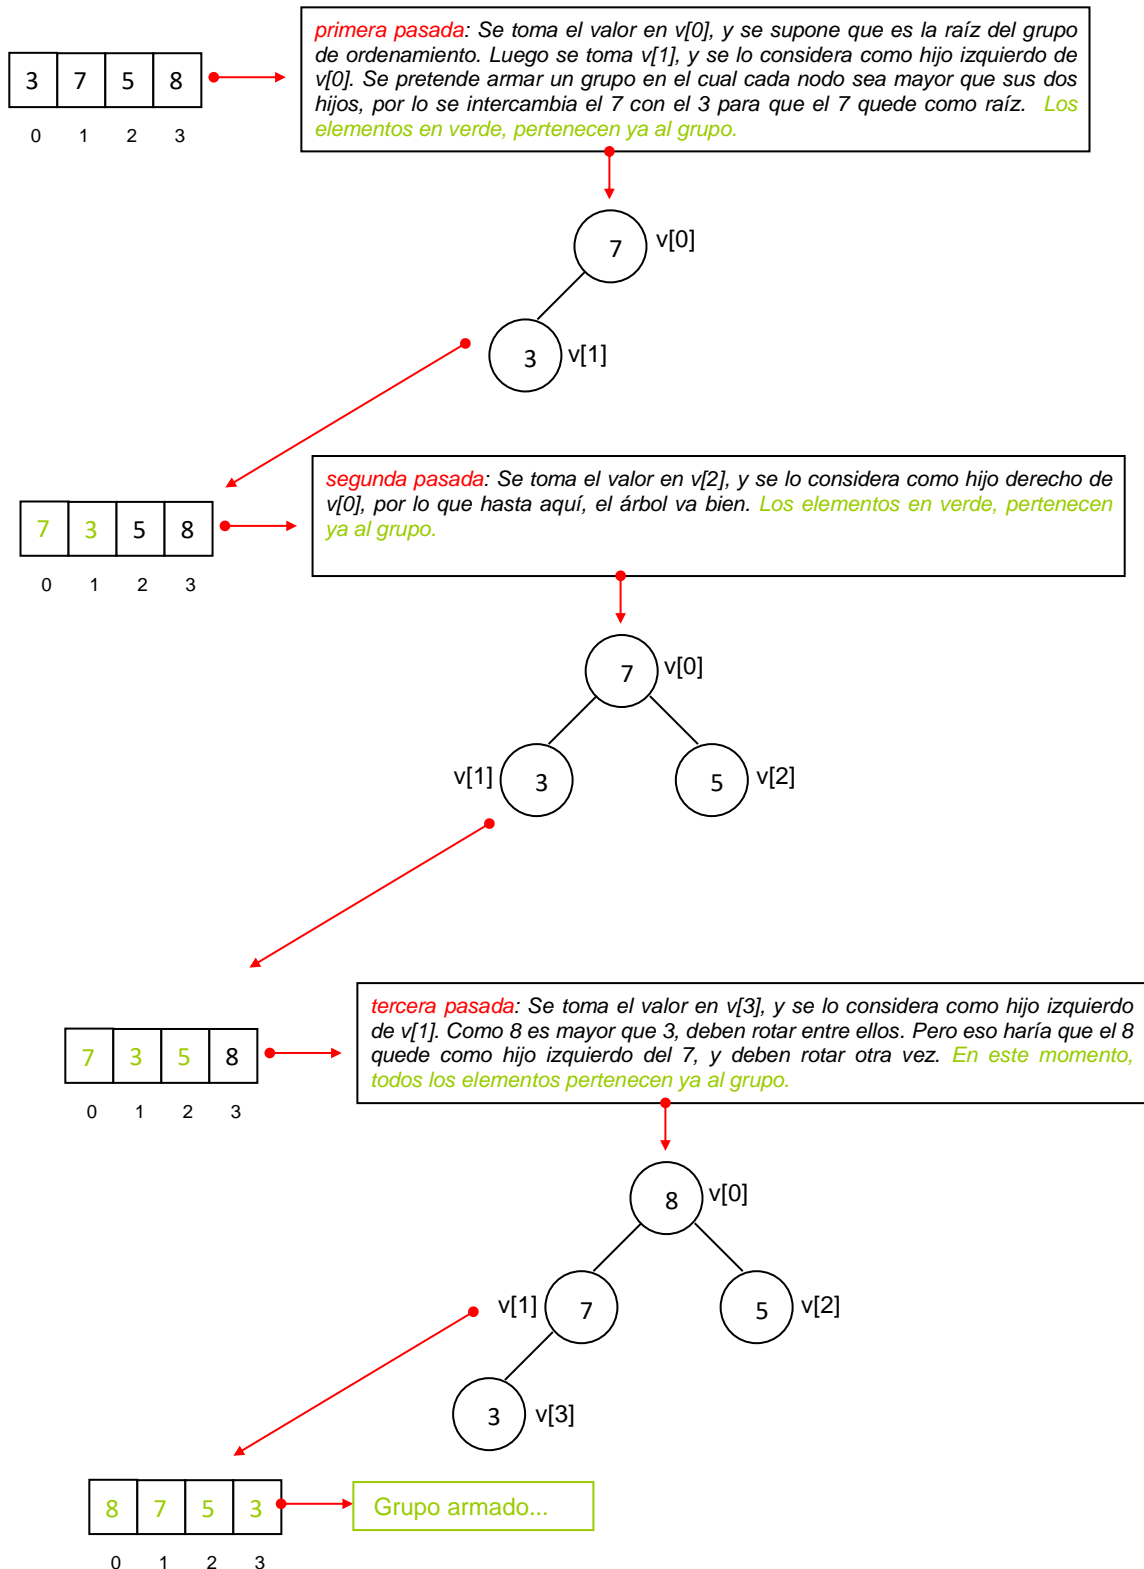 primera pasada: Se toma el valor en v[0], y se supone que es la raíz del grupo
de ordenamiento. Luego se toma v[1], y se lo considera como hijo izquierdo de
v[0]. Se pretende armar un grupo en el cual cada nodo sea mayor que sus dos
hijos, por lo se intercambia el 7 con el 3 para que el 7 quede como raíz. Los
elementos en verde, pertenecen ya al grupo.
3 7 5 8
0 1 2 3
7 v[0]
3 v[1]
segunda pasada: Se toma el valor en v[2], y se lo considera como hijo derecho de
v[0], por lo que hasta aquí, el árbol va bien. Los elementos en verde, pertenecen
ya al grupo.
7 3 5 8
0 1 2 3
7 v[0]
v[1] 3 5 v[2]
tercera pasada: Se toma el valor en v[3], y se lo considera como hijo izquierdo
de v[1]. Como 8 es mayor que 3, deben rotar entre ellos. Pero eso haría que el 8
quede como hijo izquierdo del 7, y deben rotar otra vez. En este momento,
todos los elementos pertenecen ya al grupo.
7 3 5 8
0 1 2 3
8 v[0]
v[1] 7 5 v[2]
3 v[3]
8 7 5 3 Grupo armado...
0 1 2 3